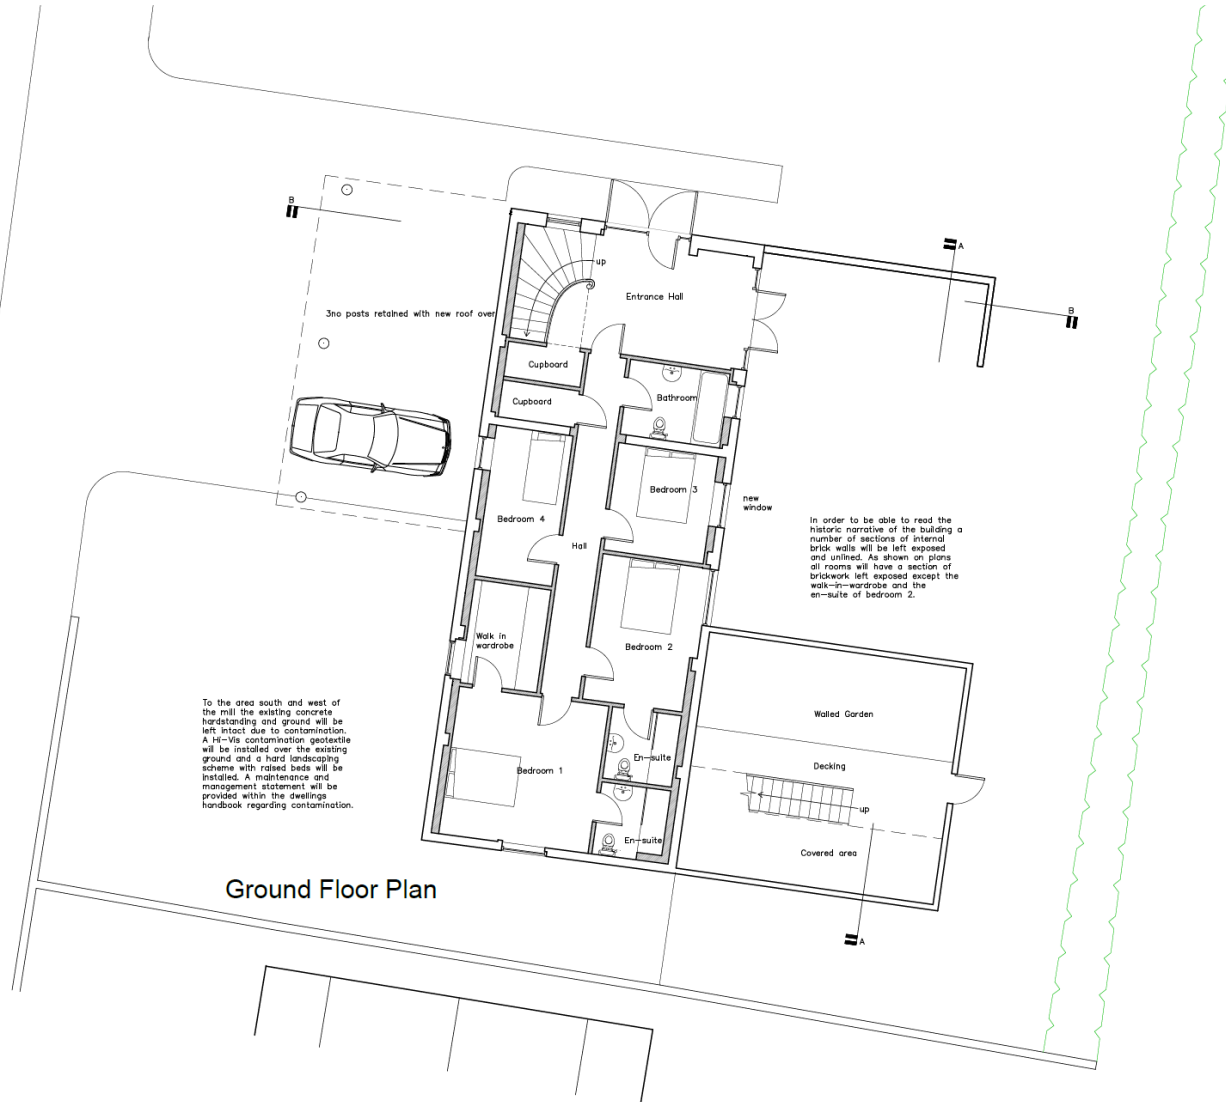 B
A
up
Entrance Hall
3no posts retained with new roof over
B
Cupboard
Cupboard
Bathroom
Bedroom 3
new
window
Bedroom 4
Hall
In order to be able to read the
historic narrative of the building a
number of sections of internal
brick walls will be left exposed
and unlined. As shown on plans
all rooms will have a section of
brickwork left exposed except the
walk-in-wardrobe and the
en-suite of bedroom 2.
Walk in
wardrobe
Bedroom 2
To the area south and west of
the mill the existing concrete
hardstanding and ground will be
left intact due to contamination.
A Hi-Vis contamination geotextile
will be installed over the existing
ground and a hard landscaping
scheme with raised beds will be
installed. A maintenance and
management statement will be
provided within the dwellings
handbook regarding contamination.
Walled Garden
En-suite
Decking
Bedroom 1
up
En-suite
Covered area
Ground Floor Plan
A